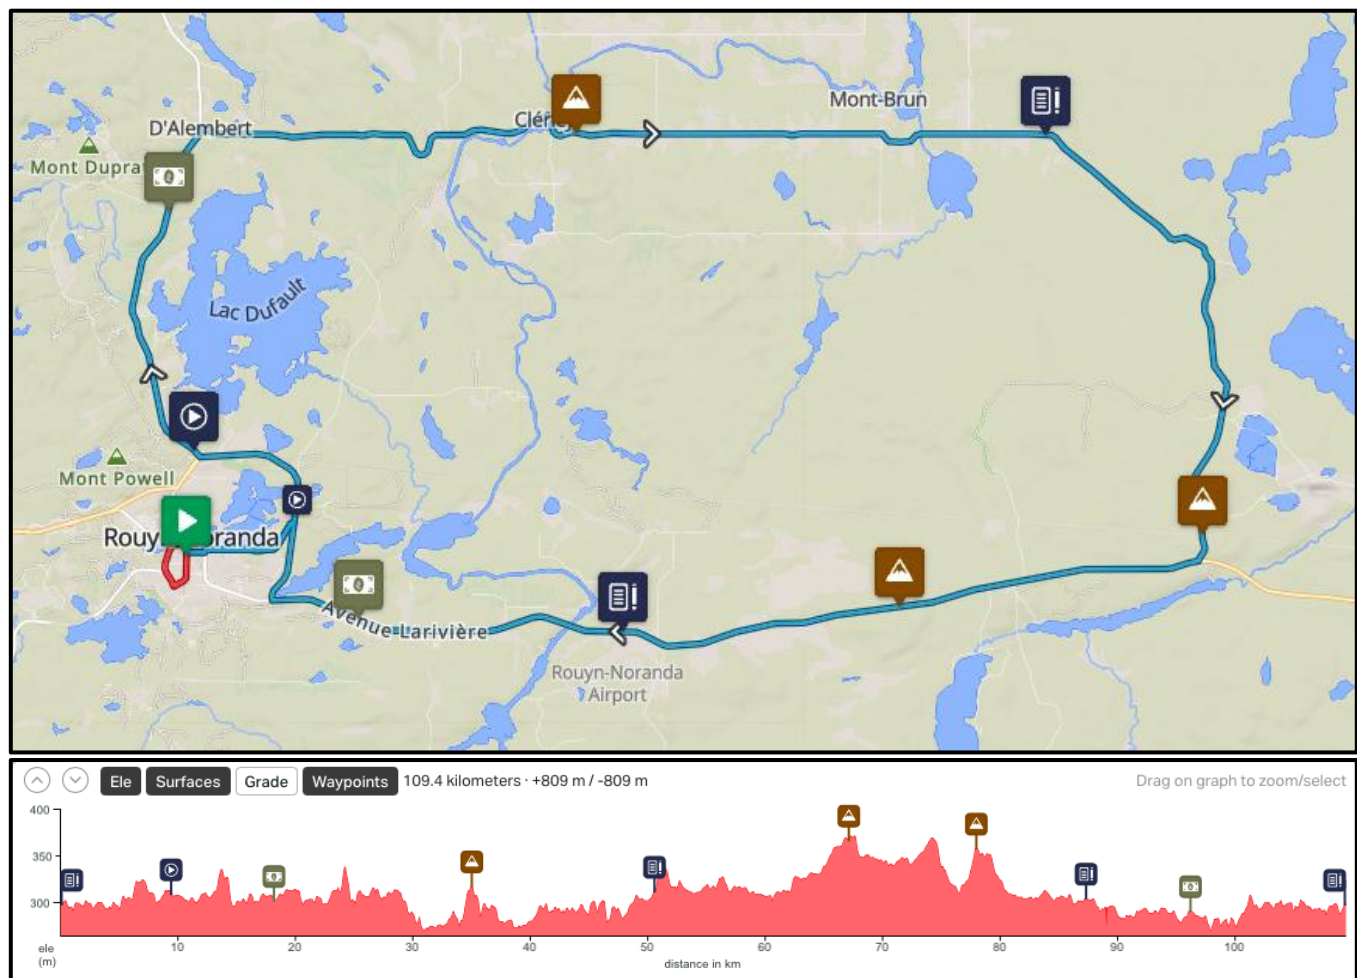 Mont-Brun
Clér
D'Alembert
Mont Dupra
Lac Dufault
Mont Powell
Rouy oranda
Avenue Larivière
Rouyn-Noranda
Airport
Ele
Surfaces
Grade
Waypoints
109.4 kilometers · +809 m / -809 m
Drag on graph to zoom/select
400
350
300
ele
(m)
10 20 30 40 50 60 70 80 90 100
distance in km